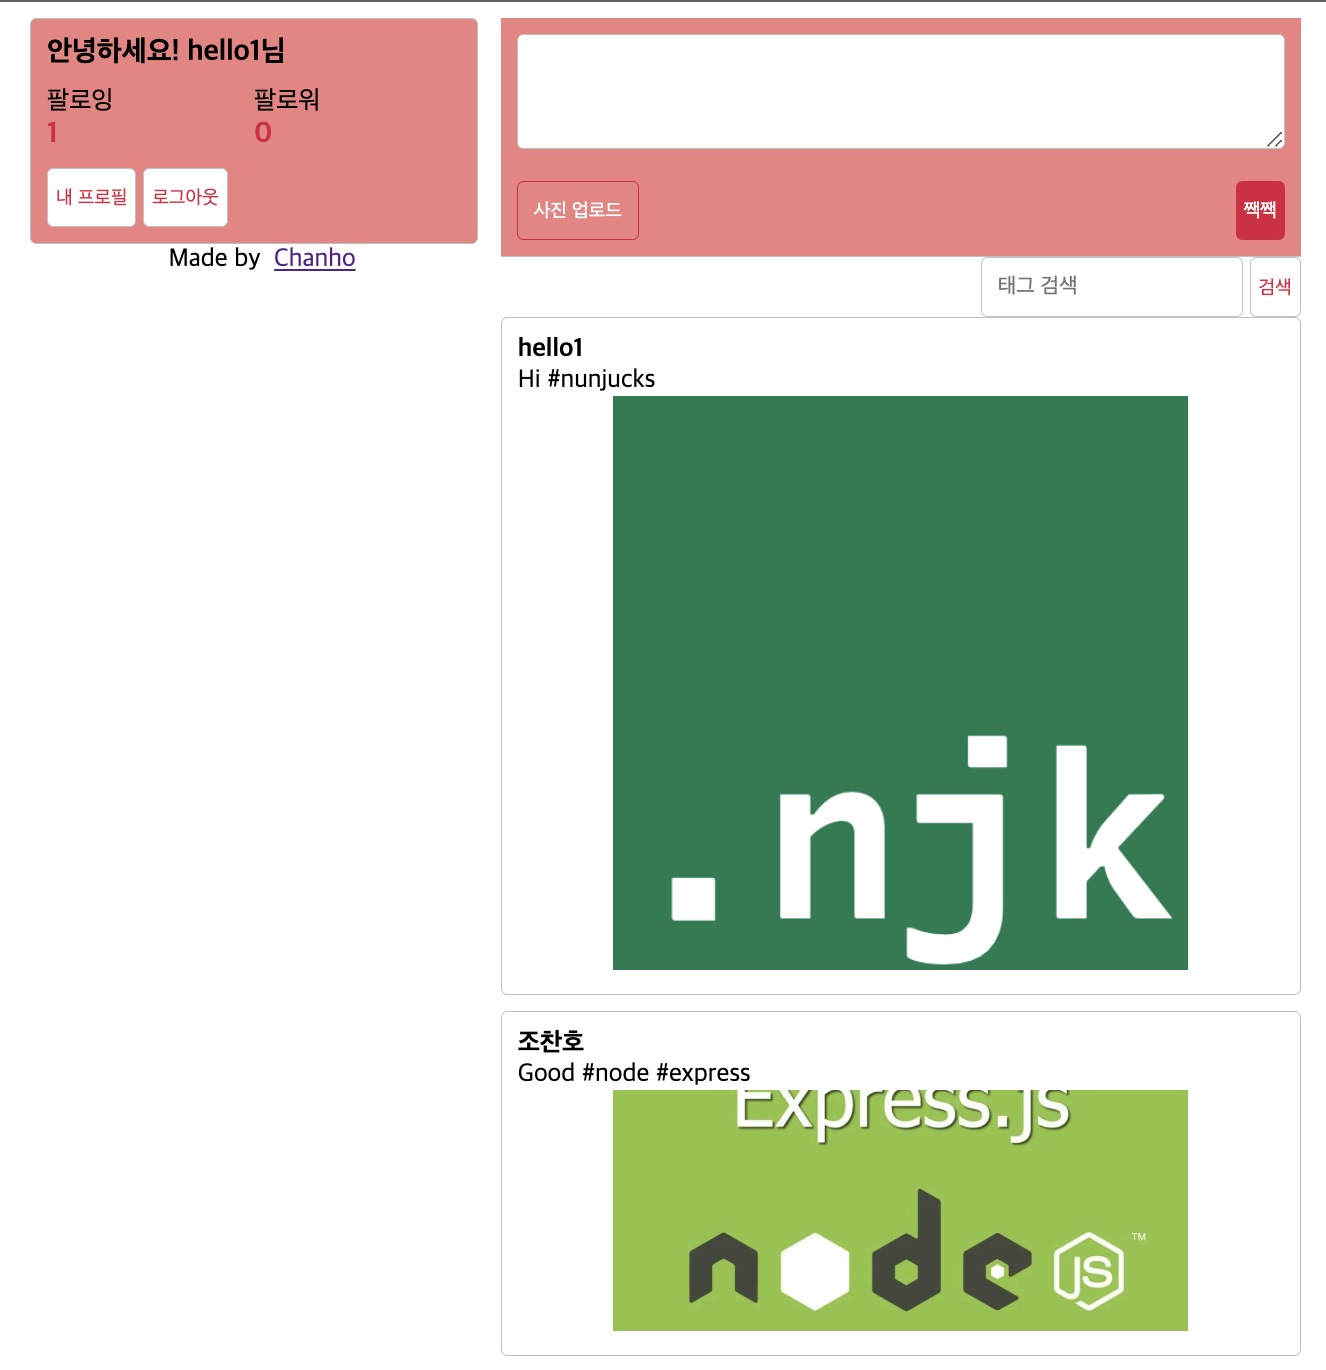 안녕하세요! hello1님
팔로잉
1
팔로워
0
내 프로필
로그아웃
Made by Chanho
사진 업로드
짹짹
태그 검색
검색
hello1
Hi #nunjucks
.njk
조찬호
Good #node #express
Express.js
node
JS
TM